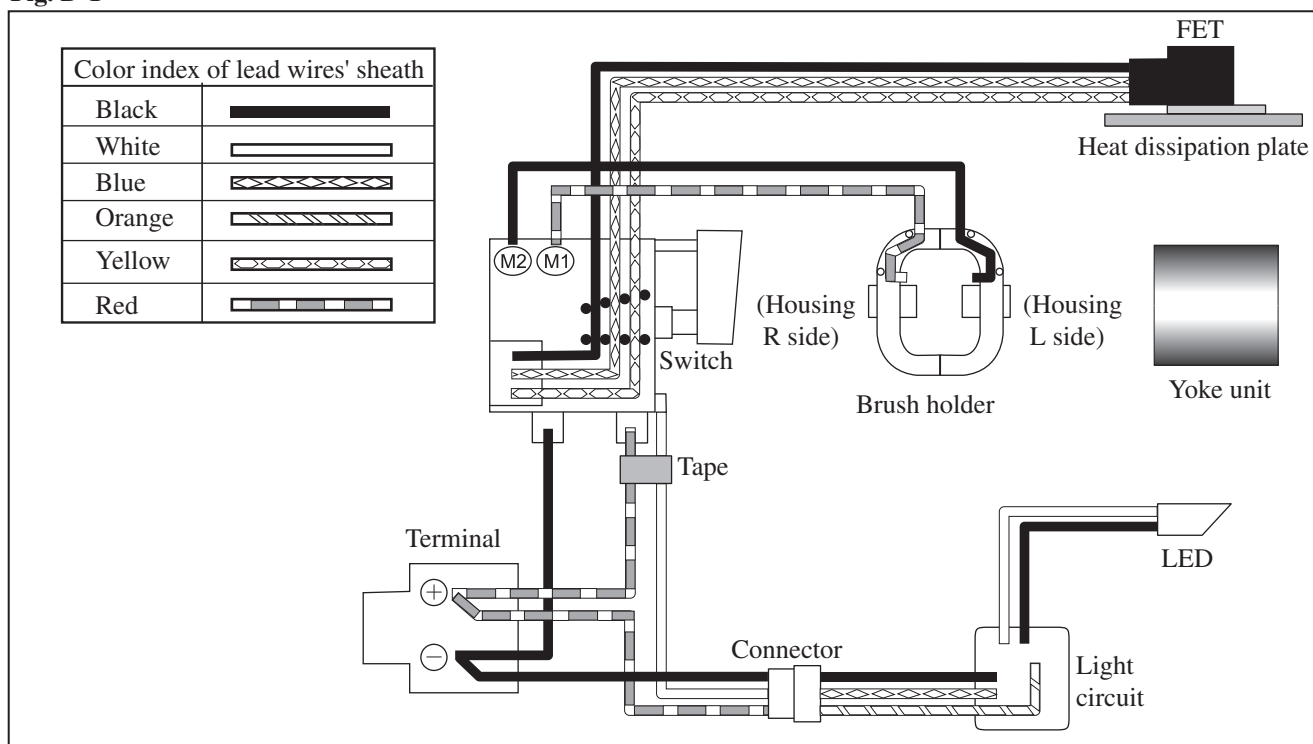 FET
Color index of lead wires' sheath
Black
White
Blue
Orange
Yellow
Red
Heat dissipation plate
M2
M1
(Housing
R side)
(Housing
L side)
Switch
Brush holder
Yoke unit
Tape
Terminal
+
−
LED
Connector
Light
circuit